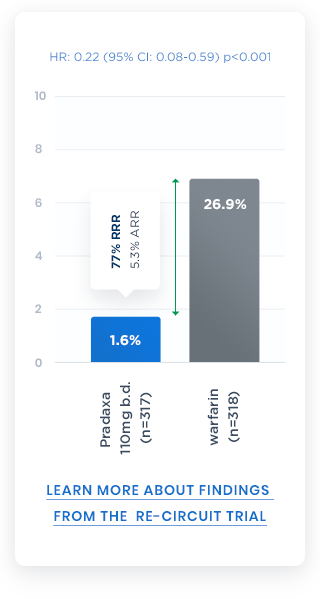 HR: 0.22 (95% CI: 0.08-0.59) p<0.001
10
8
6
4
2
0
77% RRR
5.3% ARR
1.6%
26.9%
Pradaxa
110mg b.d.
(n=317)
warfarin
(n=318)
LEARN MORE ABOUT FINDINGS
FROM THE RE-CIRCUIT TRIAL